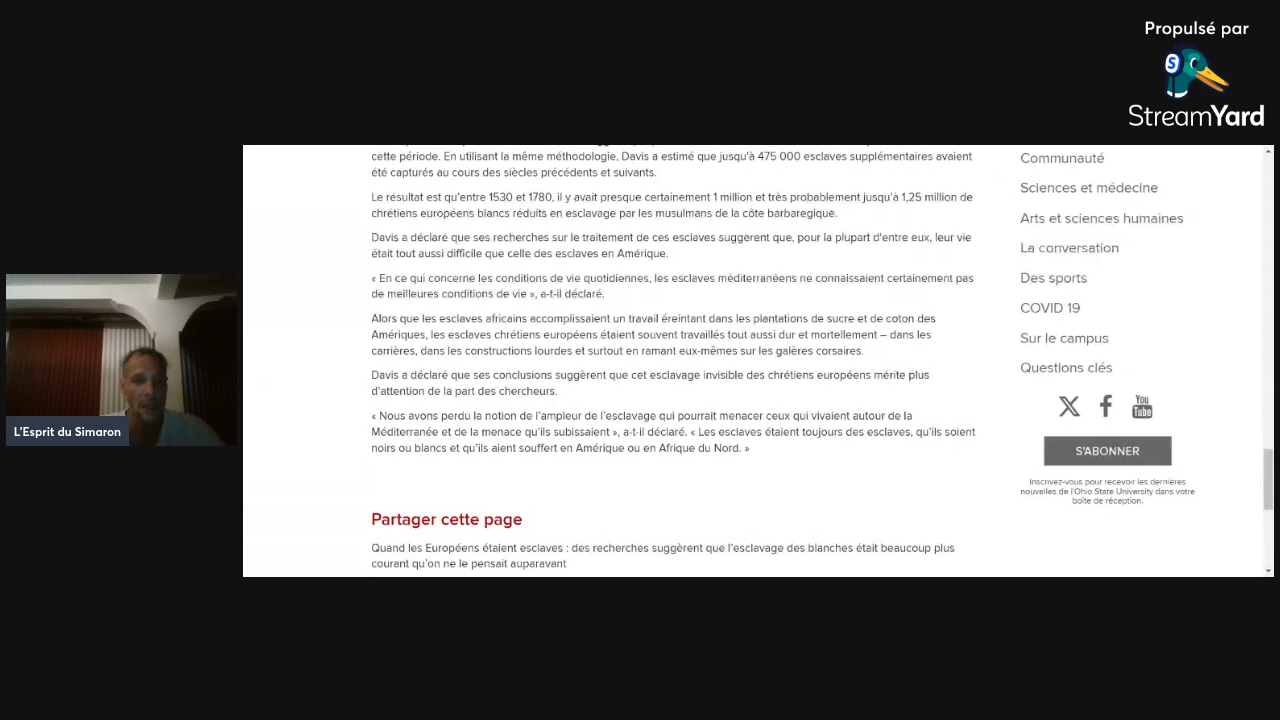 Propulsé par
StreamYard
cette période. En utilisant la même méthodologie, Davis a estimé que jusqu'à 475 000 esclaves supplémentaires avaient
été capturés au cours des siècles précédents et suivants.
Le résultat est qu'entre 1530 et 1780, il y avait presque certainement 1 million et très probablement jusqu'à 1,25 million de
chrétiens européens blancs réduits en esclavage par les musulmans de la côte barbaregique.
Davis a déclaré que ses recherches sur le traitement de ces esclaves suggèrent que, pour la plupart d'entre eux, leur vie
était tout aussi difficile que celle des esclaves en Amérique.
« En ce qui concerne les conditions de vie quotidiennes, les esclaves méditerranéens ne connaissaient certainement pas
de meilleures conditions de vie », a-t-il déclaré.
Alors que les esclaves africains accomplissaient un travail éreintant dans les plantations de sucre et de coton des
Amériques, les esclaves chrétiens européens étaient souvent travaillés tout aussi dur et mortellement – dans les
carrières, dans les constructions lourdes et surtout en ramant eux-mêmes sur les galères corsaires.
Davis a déclaré que ses conclusions suggèrent que cet esclavage invisible des chrétiens européens mérite plus
d'attention de la part des chercheurs.
« Nous avons perdu la notion de l'ampleur de l'esclavage qui pourrait menacer ceux qui vivaient autour de la
Méditerranée et de la menace qu'ils subissaient », a-t-il déclaré. « Les esclaves étaient toujours des esclaves, qu'ils soient
noirs ou blancs et qu'ils aient souffert en Amérique ou en Afrique du Nord. »
Partager cette page
Quand les Européens étaient esclaves : des recherches suggèrent que l'esclavage des blanches était beaucoup plus
courant qu'on ne le pensait auparavant
Communauté
Sciences et médecine
Arts et sciences humaines
La conversation
Des sports
COVID 19
Sur le campus
Questions clés
You
Tube
S'ABONNER
Inscrivez-vous pour recevoir les dernières
nouvelles de l'Ohio State University dans votre
boîte de réception.
L'Esprit du Simaron